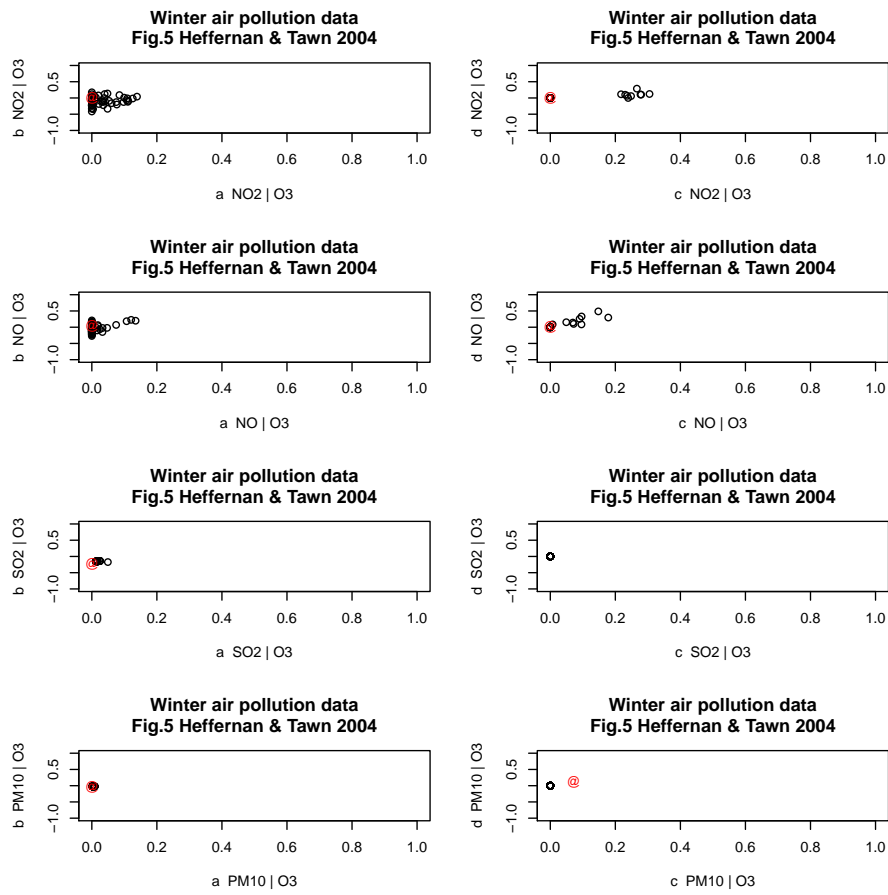 Winter air pollution data
Fig.5 Heffernan & Tawn 2004
b NO2 | O3
0.5
−1.0
0.0 0.2 0.4 0.6 0.8 1.0
a NO2 | O3
Winter air pollution data
Fig.5 Heffernan & Tawn 2004
d NO2 | O3
0.5
−1.0
0.0 0.2 0.4 0.6 0.8 1.0
c NO2 | O3
Winter air pollution data
Fig.5 Heffernan & Tawn 2004
b NO | O3
0.5
−1.0
0.0 0.2 0.4 0.6 0.8 1.0
a NO | O3
Winter air pollution data
Fig.5 Heffernan & Tawn 2004
d NO | O3
0.5
−1.0
0.0 0.2 0.4 0.6 0.8 1.0
c NO | O3
Winter air pollution data
Fig.5 Heffernan & Tawn 2004
b SO2 | O3
0.5
−1.0
@
0.0 0.2 0.4 0.6 0.8 1.0
a SO2 | O3
Winter air pollution data
Fig.5 Heffernan & Tawn 2004
d SO2 | O3
0.5
−1.0
0.0 0.2 0.4 0.6 0.8 1.0
c SO2 | O3
Winter air pollution data
Fig.5 Heffernan & Tawn 2004
b PM10 | O3
0.5
−1.0
@
0.0 0.2 0.4 0.6 0.8 1.0
a PM10 | O3
Winter air pollution data
Fig.5 Heffernan & Tawn 2004
d PM10 | O3
0.5
−1.0
@
0.0 0.2 0.4 0.6 0.8 1.0
c PM10 | O3